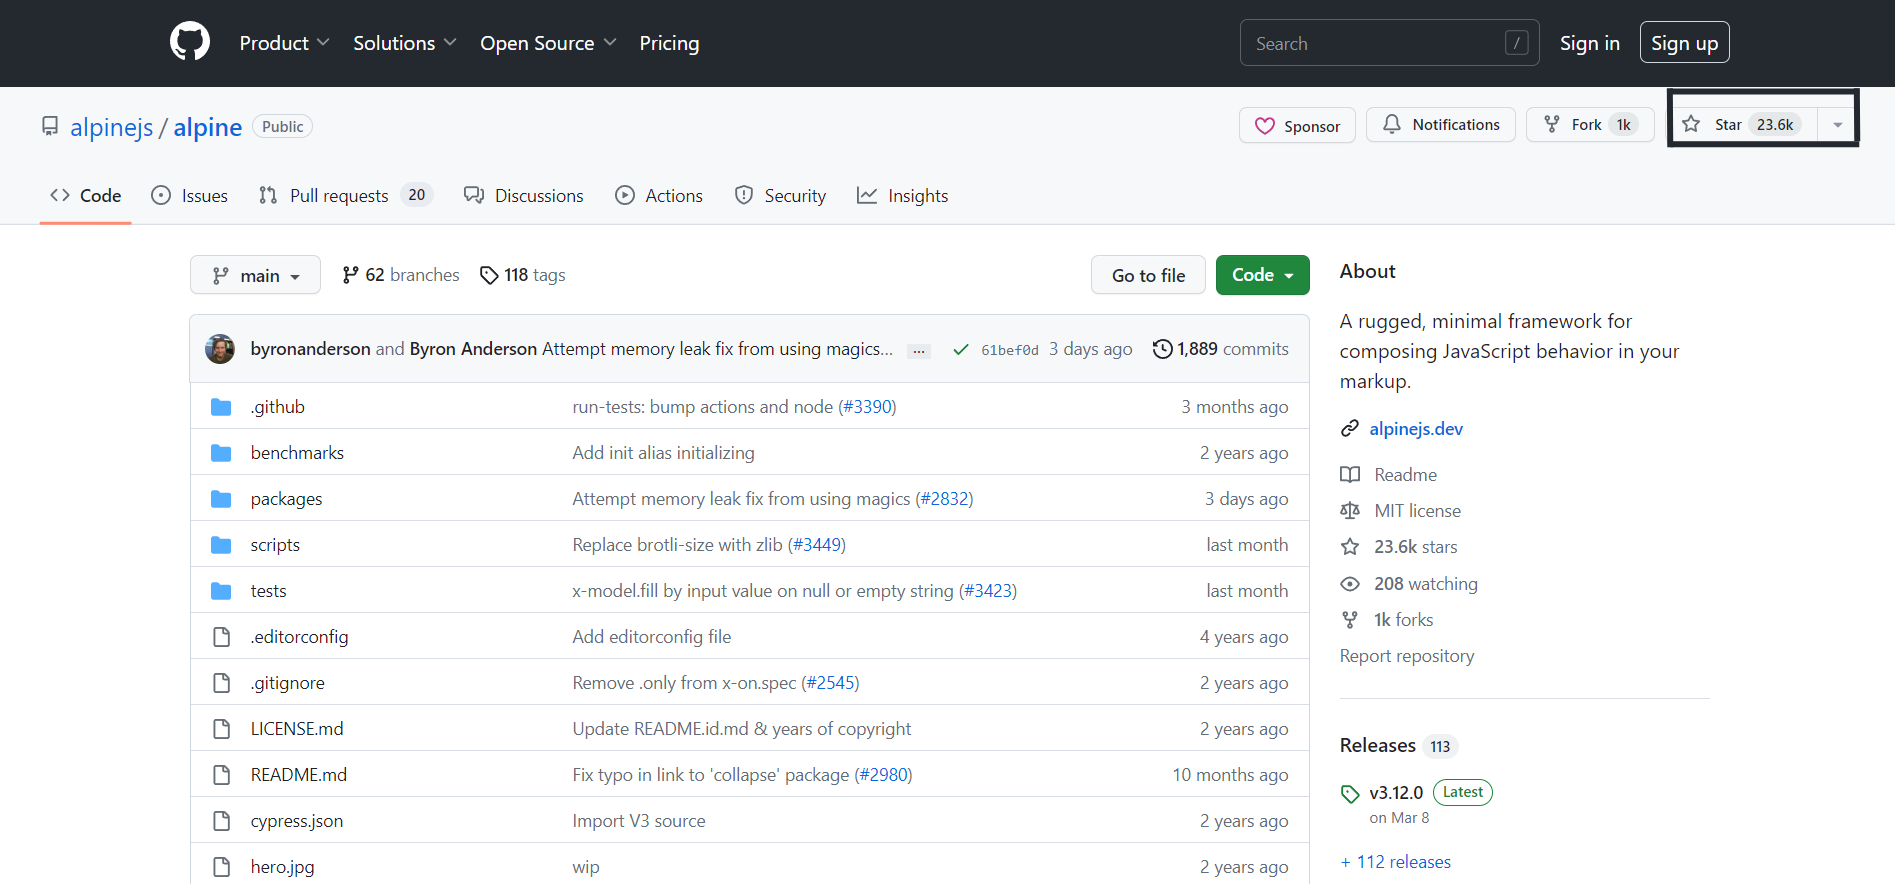 Product Solutions Open Source Pricing Search / Sign in Sign up
alpinejs / alpine Public Sponsor Notifications Fork 1k Star 23.6k
Code Issues Pull requests 20 Discussions Actions Security Insights
main 62 branches 118 tags Go to file Code
byronanderson and Byron Anderson Attempt memory leak fix from using magics... ... 61bef0d 3 days ago 1,889 commits
.github run-tests: bump actions and node (#3390) 3 months ago
benchmarks Add init alias initializing 2 years ago
packages Attempt memory leak fix from using magics (#2832) 3 days ago
scripts Replace brotli-size with zlib (#3449) last month
tests x-model.fill by input value on null or empty string (#3423) last month
.editorconfig Add editorconfig file 4 years ago
.gitignore Remove .only from x-on.spec (#2545) 2 years ago
LICENSE.md Update README.id.md & years of copyright 2 years ago
README.md Fix typo in link to 'collapse' package (#2980) 10 months ago
cypress.json Import V3 source 2 years ago
hero.jpg wip 2 years ago
About
A rugged, minimal framework for
composing JavaScript behavior in your
markup.
alpinejs.dev
Readme
MIT license
23.6k stars
208 watching
1k forks
Report repository
Releases 113
v3.12.0 Latest
on Mar 8
+ 112 releases